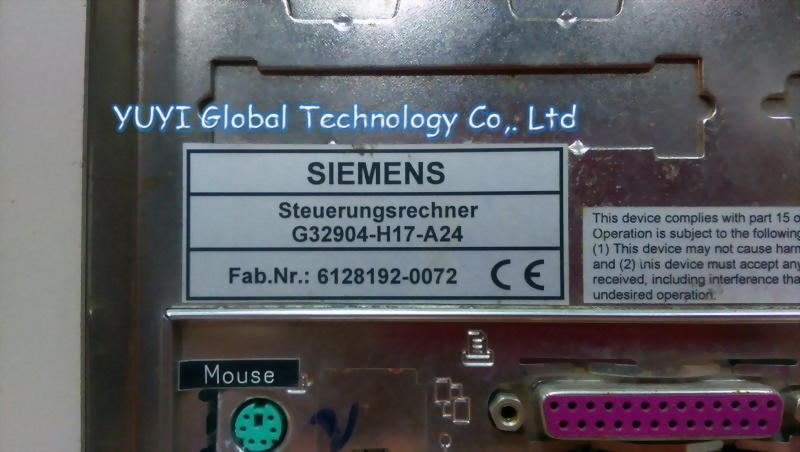 YUYI Global Technology Co,. Ltd
SIEMENS
Steuerungsrechner
G32904-H17-A24
Fab.Nr.: 6128192-0072 CE
This device complies with part 15 o
Operation is subject to the following
(1) This device may not cause harm
and (2) this device must accept any
received, including interference tha
undesired operation.
Mouse